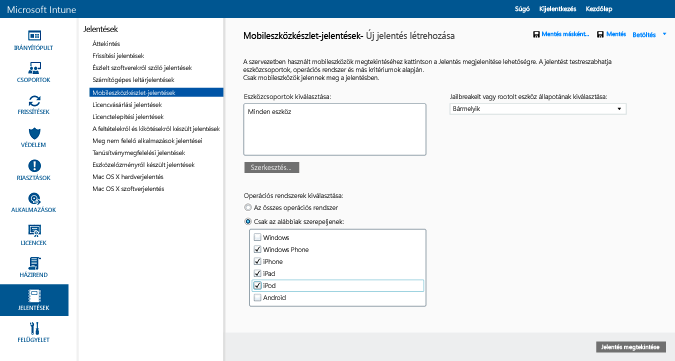 Microsoft Intune
Súgó
Kijelentkezés
Kezdőlap
IRÁNYÍTÓPULT
CSOPORTOK
FRISSÍTÉSEK
VÉDELEM
RIASZTÁSOK
ALKALMAZÁSOK
LICENCEK
HÁZIREND
JELENTÉSEK
FELÜGYELET
Jelentések
Áttekintés
Frissítési jelentések
Észlelt szoftverekről szóló jelentések
Számítógépes leltárjelentések
Mobileszközkészlet-jelentések
Licencvásárlási jelentések
Licenctelepítési jelentések
A feltételekről és kikötésekről készült jelentések
Meg nem felelő alkalmazások jelentései
Tanúsítványmegfelelési jelentések
Eszközelőzményről készült jelentések
Mac OS X hardverjelentés
Mac OS X szoftverjelentés
Mobileszközkészlet-jelentések- Új jelentés létrehozása
Mentés másként...
Mentés
Betöltés
A szervezetben használt mobileszközök megtekintéséhez kattintson a Jelentés megjelenítése lehetőségre. A jelentést testreszabhatja
eszközcsoportok, operációs rendszer és más kritériumok alapján.
Csak mobileszközök jelennek meg a jelentésben.
Eszközcsoportok kiválasztása:
Minden eszköz
Szerkesztés...
Jailbreakelt vagy rootolt eszköz állapotának kiválasztása:
Bármelyik
Operációs rendszerek kiválasztása:
Az összes operációs rendszer
Csak az alábbiak szerepeljenek:
Windows
Windows Phone
iPhone
iPad
iPod
Android
Jelentés megtekintése